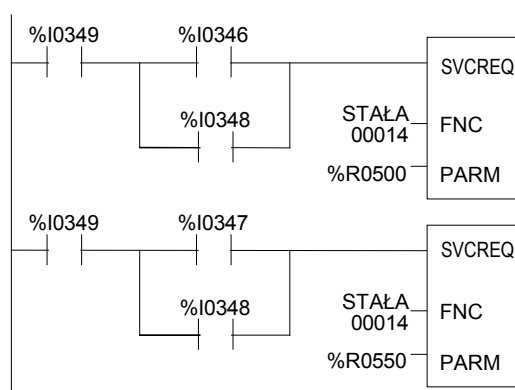 %I0349 %I0346
SVCREQ
%I0348
STAŁA
00014 FNC
%R0500 PARM
%I0349 %I0347
SVCREQ
%I0348
STAŁA
00014 FNC
%R0550 PARM